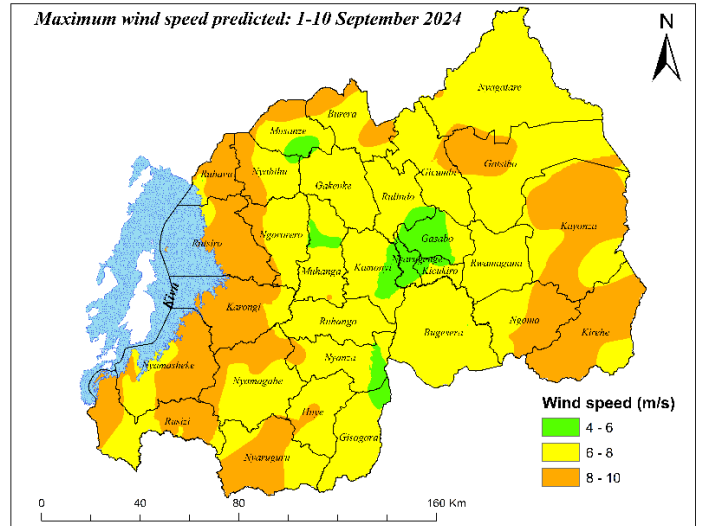 Maximum wind speed predicted: 1-10 September 2024
N
Nyagatare
Burera
Musanze
Gatsibo
Rubavu
Nyabihu
Gakenke
Gicumbi
Rulindo
Kayonza
Rutsiro
Ngororero
Gasabo
Nyarugenge
Rwamagana
Muhanga
Kamonyi
Kicukiro
Kivu
Karongi
Ruhango
Bugesera
Ngoma
Kirehe
Nyamasheke
Nyanza
Nyamagabe
Rusizi
Huye
Gisagara
Nyaruguru
Wind speed (m/s)
4 - 6
6 - 8
8 - 10
0 40 80 160 Km